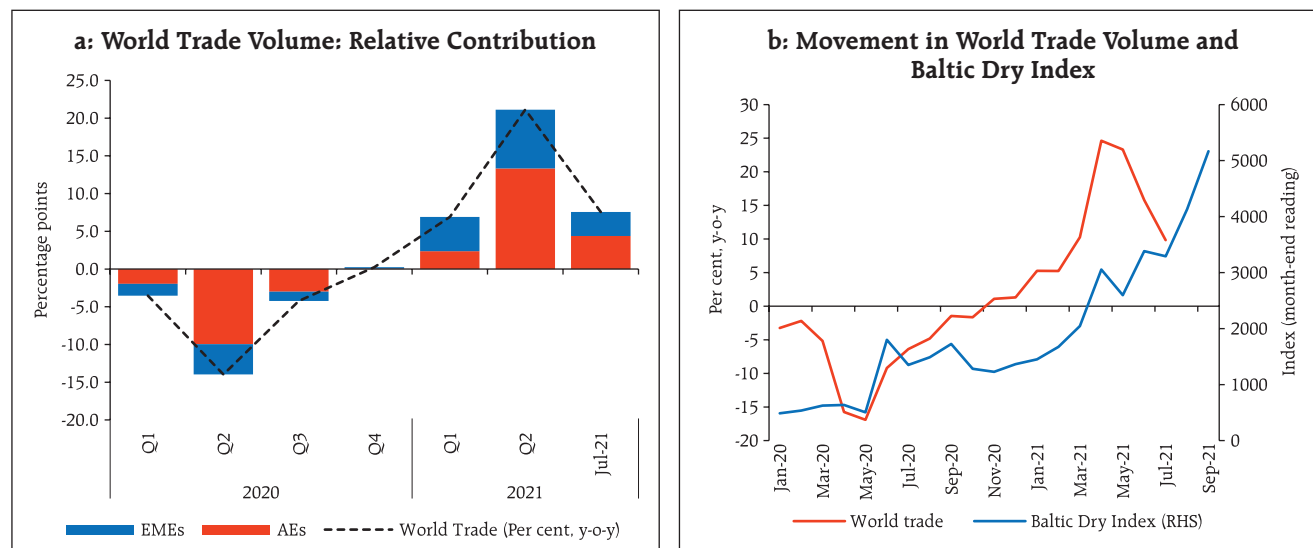 a: World Trade Volume: Relative Contribution
25.0
20.0
15.0
10.0
5.0
0.0
-5.0
-10.0
-15.0
-20.0
Percentage points
Q1
Q2
Q3
Q4
Q1
Q2
Jul-21
2020
2021
EMEs
AEs
World Trade (Per cent, y-o-y)
b: Movement in World Trade Volume and
Baltic Dry Index
30
25
20
15
10
5
0
-5
-10
-15
-20
Per cent, y-o-y
6000
5000
4000
3000
2000
1000
0
Index (month-end reading)
Jan-20
Mar-20
May-20
Jul-20
Sep-20
Nov-20
Jan-21
Mar-21
May-21
Jul-21
Sep-21
World trade
Baltic Dry Index (RHS)